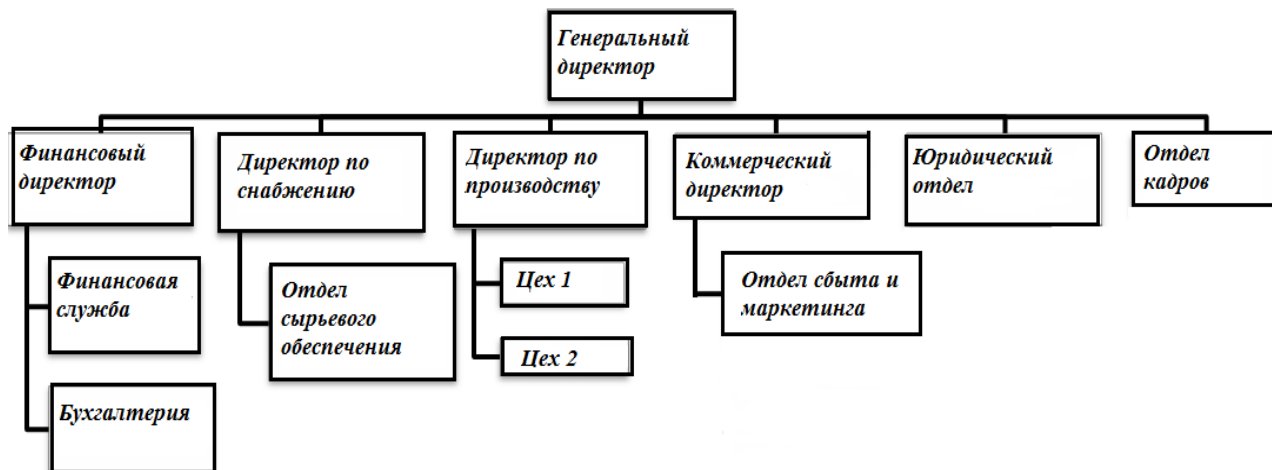 Генеральный
директор
Финансовый
директор
Директор по
снабжению
Директор по
производству
Коммерческий
директор
Юридический
отдел
Отдел
кадров
Финансовая
служба
Бухгалтерия
Отдел
сырьевого
обеспечения
Цех 1
Цех 2
Отдел сбыта и
маркетинга